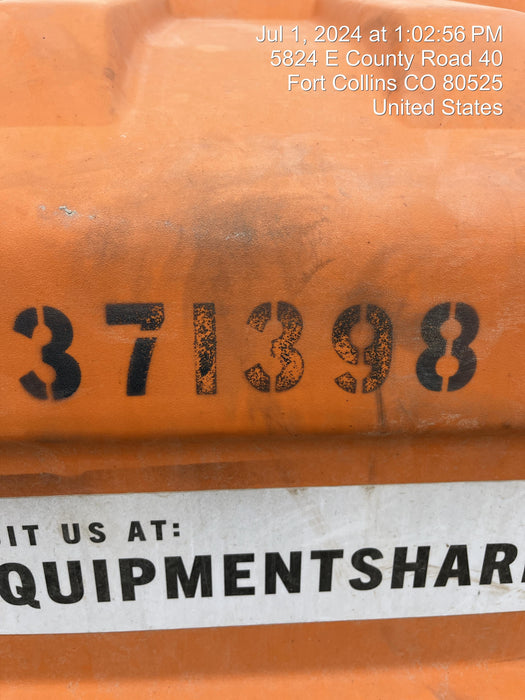 Jul 1, 2024 at 1:02:56 PM
5824 E County Road 40
Fort Collins CO 80525
United States
371398
SIT US AT:
QUIPMENTSHAR